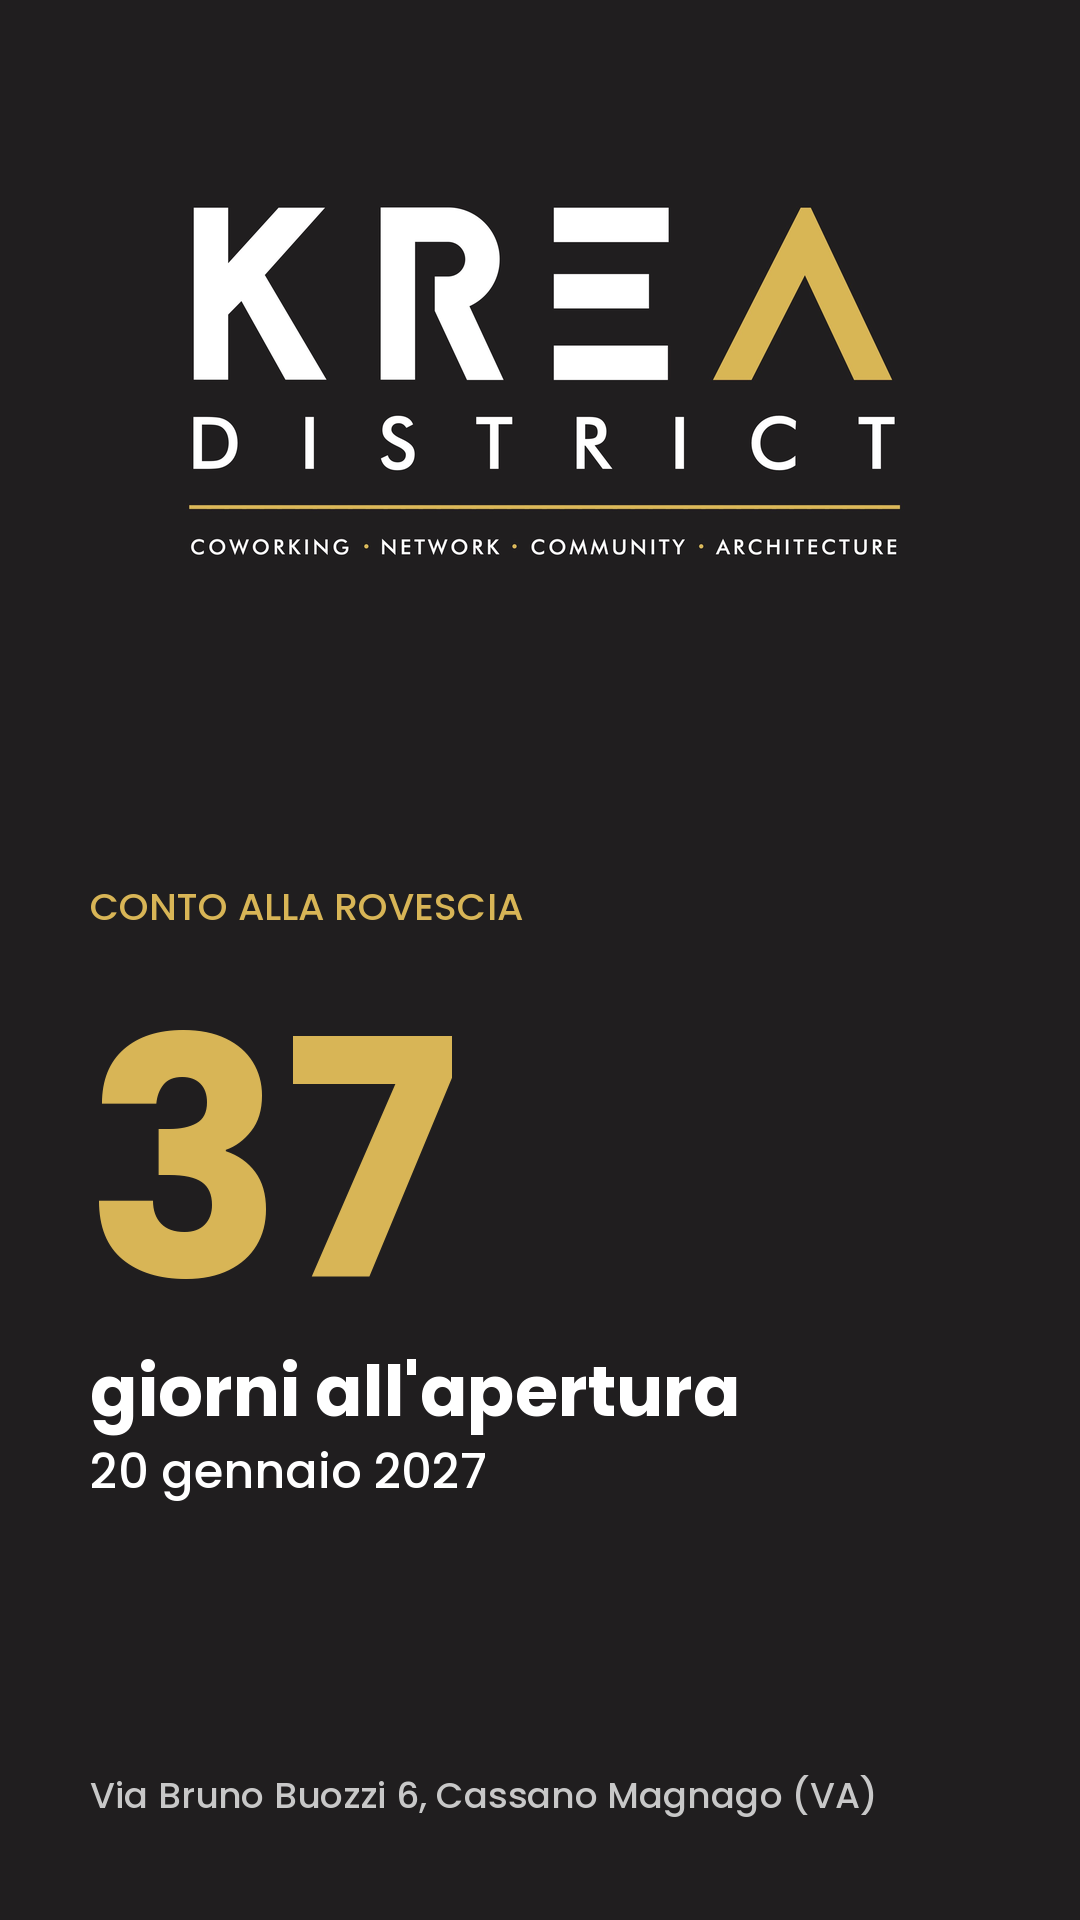 KREA
DISTRICT
COWORKING · NETWORK · COMMUNITY · ARCHITECTURE
CONTO ALLA ROVESCIA
37
giorni all'apertura
20 gennaio 2027
Via Bruno Buozzi 6, Cassano Magnago (VA)